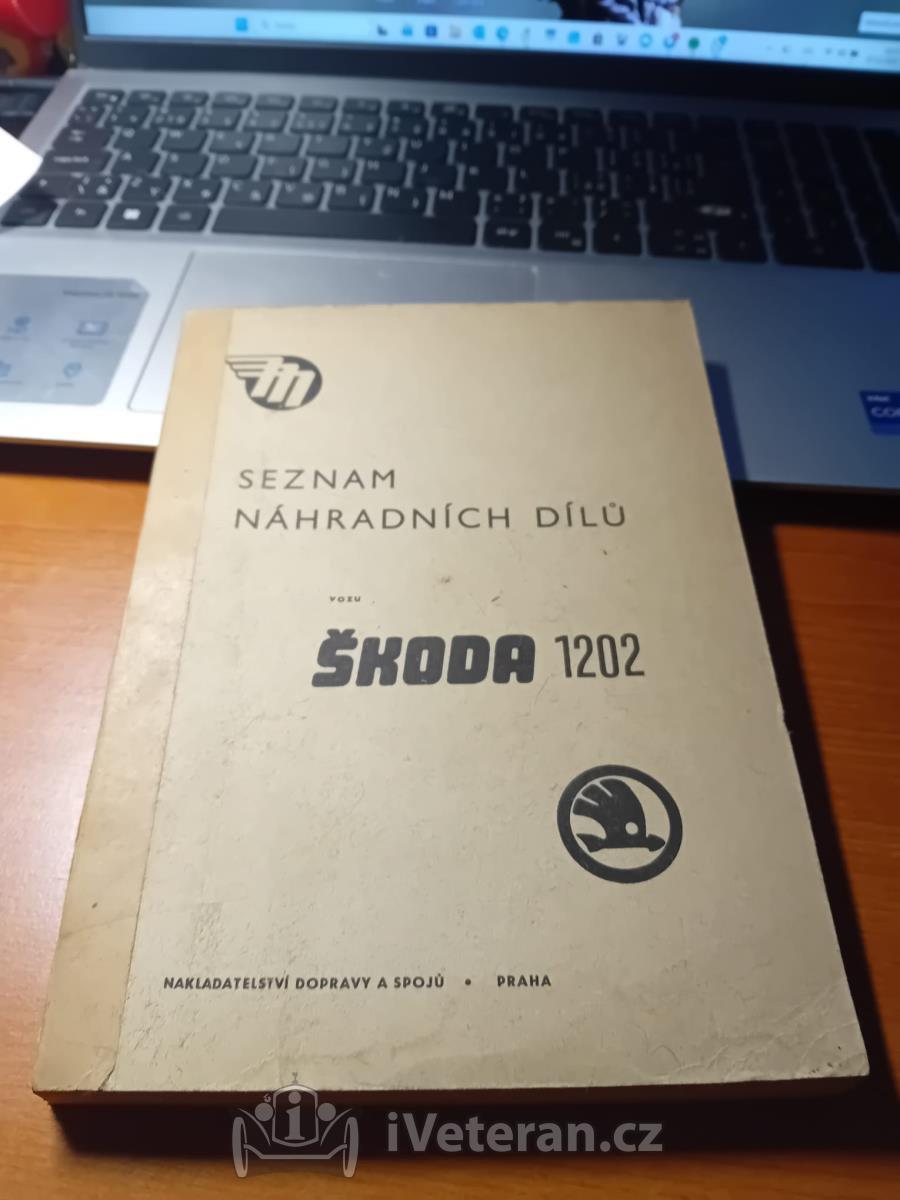 SEZNAM
NÁHRADNÍCH DÍLŮ
VOZU
ŠKODA 1202
NAKLADATELSTVÍ DOPRAVY A SPOJŮ • PRAHA
iVeteran.cz